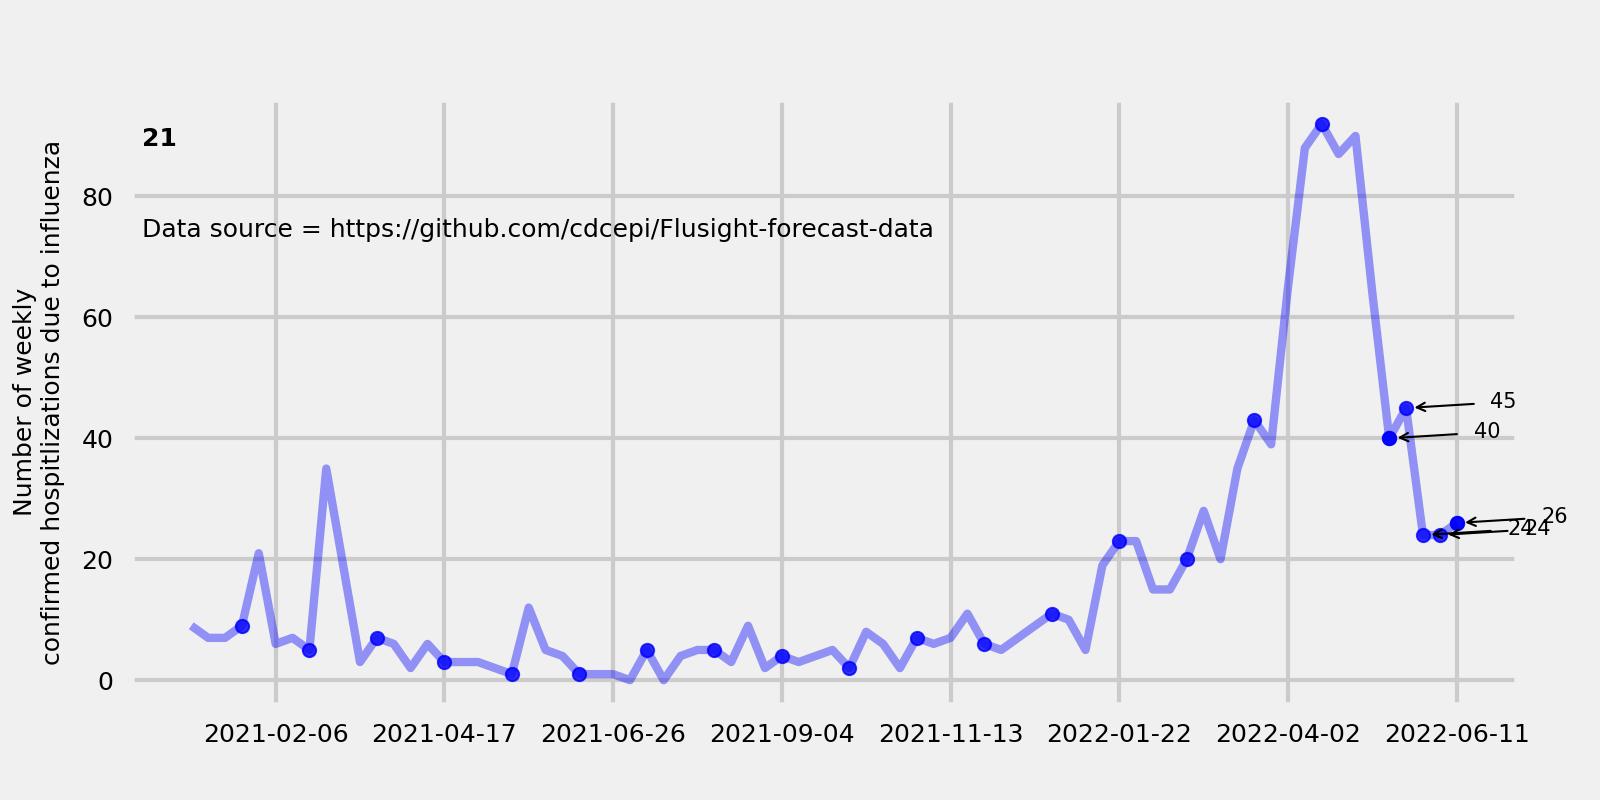 21
Data source = https://github.com/cdcepi/Flusight-forecast-data
Number of weekly
confirmed hospitlizations due to influenza
80
60
40
20
0
45
40
26
24
24
2021-02-06 2021-04-17 2021-06-26 2021-09-04 2021-11-13 2022-01-22 2022-04-02 2022-06-11